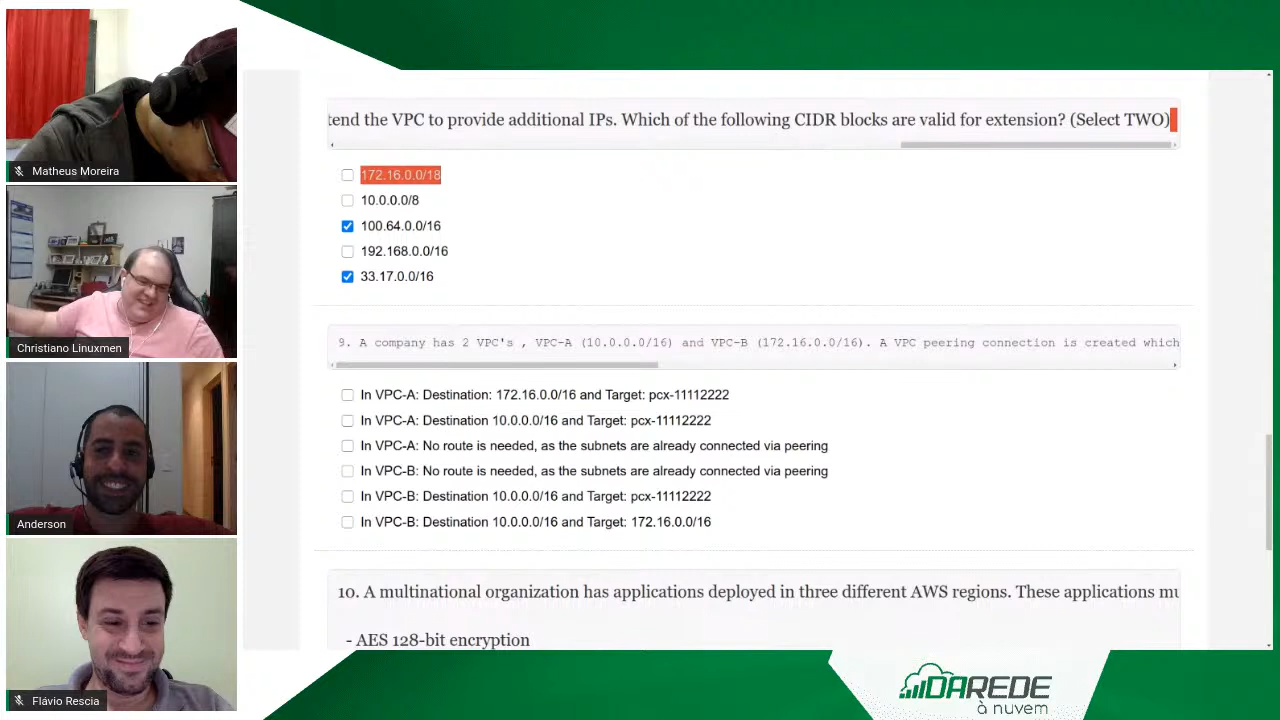 Matheus Moreira
Christiano Linuxmen
Anderson
Flávio Rescia
tend the VPC to provide additional IPs. Which of the following CIDR blocks are valid for extension? (Select TWO)
172.16.0.0/18
10.0.0.0/8
100.64.0.0/16
192.168.0.0/16
33.17.0.0/16
9. A company has 2 VPC's , VPC-A (10.0.0.0/16) and VPC-B (172.16.0.0/16). A VPC peering connection is created which
In VPC-A: Destination: 172.16.0.0/16 and Target: pcx-11112222
In VPC-A: Destination 10.0.0.0/16 and Target: pcx-11112222
In VPC-A: No route is needed, as the subnets are already connected via peering
In VPC-B: No route is needed, as the subnets are already connected via peering
In VPC-B: Destination 10.0.0.0/16 and Target: pcx-11112222
In VPC-B: Destination 10.0.0.0/16 and Target: 172.16.0.0/16
10. A multinational organization has applications deployed in three different AWS regions. These applications mu
- AES 128-bit encryption
DAREDE
à nuvem